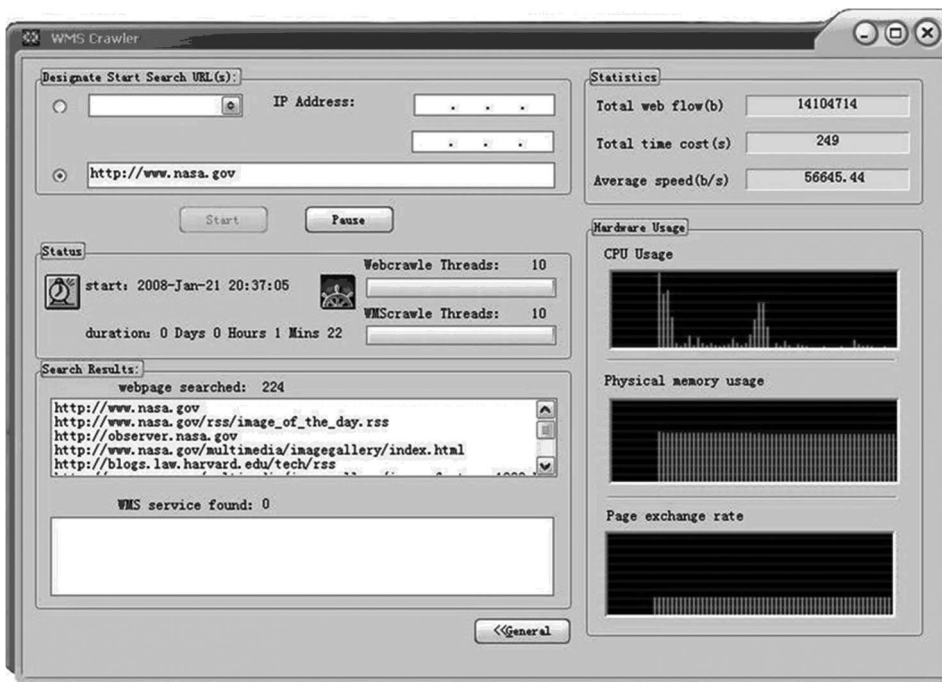 WMS Crawler
Designate Start Search URL(s):
IP Address:
. . .
. . .
http://www.nasa.gov
Start
Pause
Status
start: 2008-Jan-21 20:37:05
duration: 0 Days 0 Hours 1 Mins 22
Webcrawle Threads: 10
WMScrawle Threads: 10
Search Results:
webpage searched: 224
http://www.nasa.gov
http://www.nasa.gov/rss/image_of_the_day.rss
http://observer.nasa.gov
http://www.nasa.gov/multimedia/imagegallery/index.html
http://blogs.law.harvard.edu/tech/rss
WMS service found: 0
<<General
Statistics
Total web flow(b) 14104714
Total time cost(s) 249
Average speed(b/s) 56645.44
Hardware Usage
CPU Usage
Physical memory usage
Page exchange rate